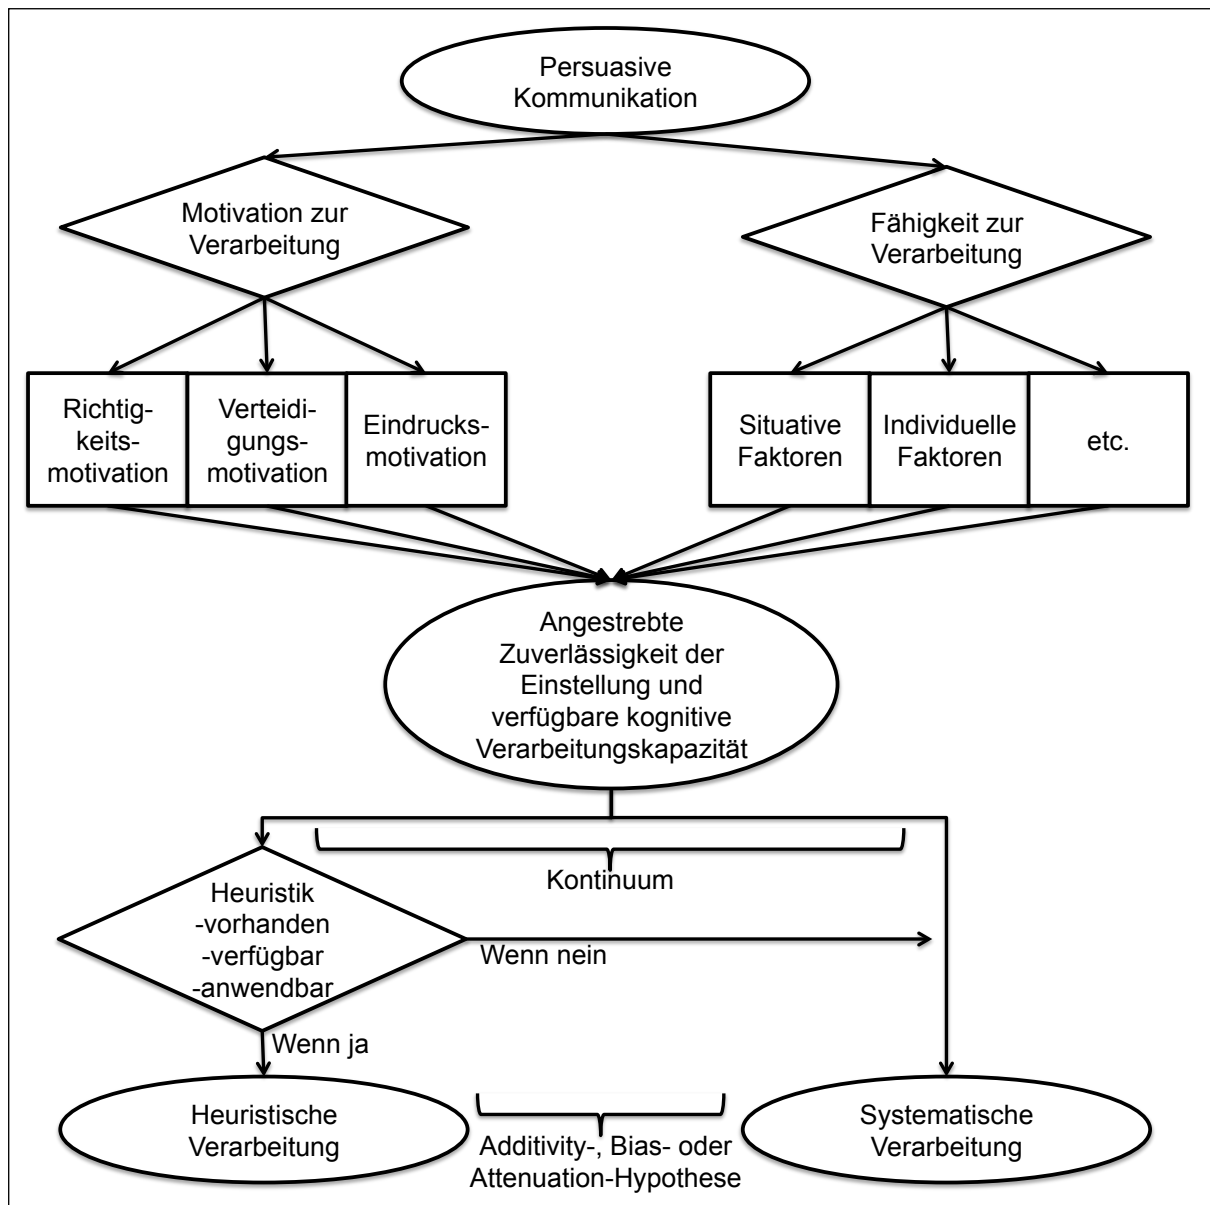 Persuasive
Kommunikation
Motivation zur
Verarbeitung
Fähigkeit zur
Verarbeitung
Richtig-
keits-
motivation
Verteidi-
gungs-
motivation
Eindrucks-
motivation
Situative
Faktoren
Individuelle
Faktoren
etc.
Angestrebte
Zuverlässigkeit der
Einstellung und
verfügbare kognitive
Verarbeitungskapazität
Kontinuum
Heuristik
-vorhanden
-verfügbar
-anwendbar
Wenn nein
Wenn ja
Heuristische
Verarbeitung
Additivity-, Bias- oder
Attenuation-Hypothese
Systematische
Verarbeitung